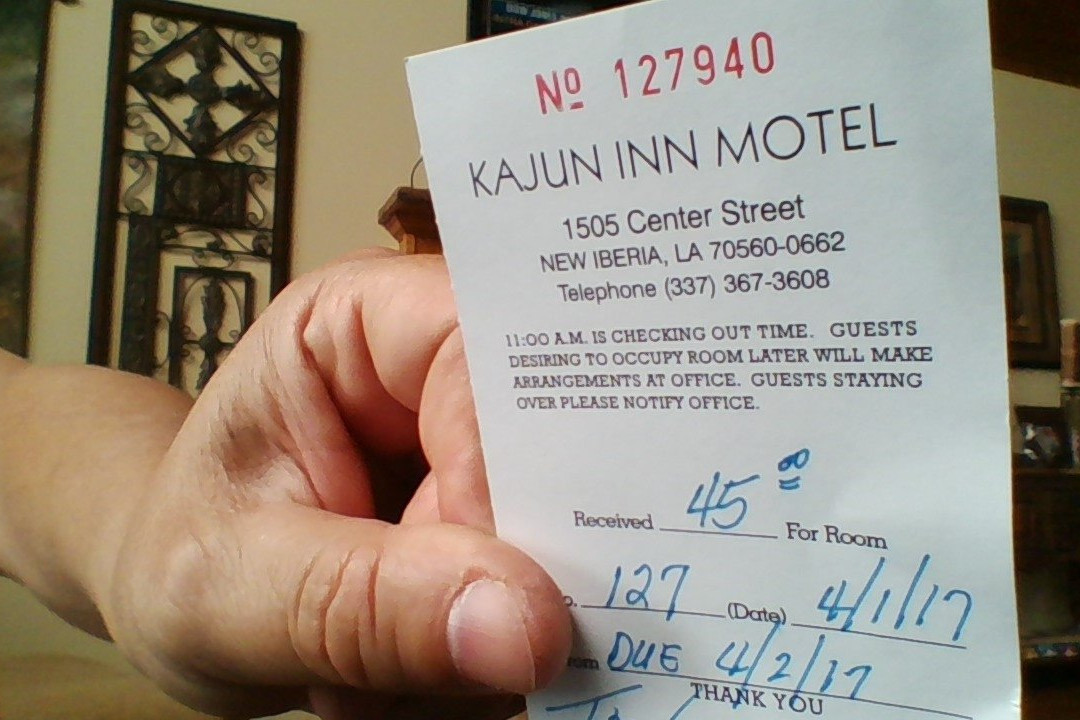 Nº 127940
KAJUN INN MOTEL
1505 Center Street
NEW IBERIA, LA 70560-0662
Telephone (337) 367-3608
11:00 A.M. IS CHECKING OUT TIME. GUESTS
DESIRING TO OCCUPY ROOM LATER WILL MAKE
ARRANGEMENTS AT OFFICE. GUESTS STAYING
OVER PLEASE NOTIFY OFFICE.
Received 45 00 For Room
127 (Date) 4/1/17
DUE 4/2/17
THANK YOU